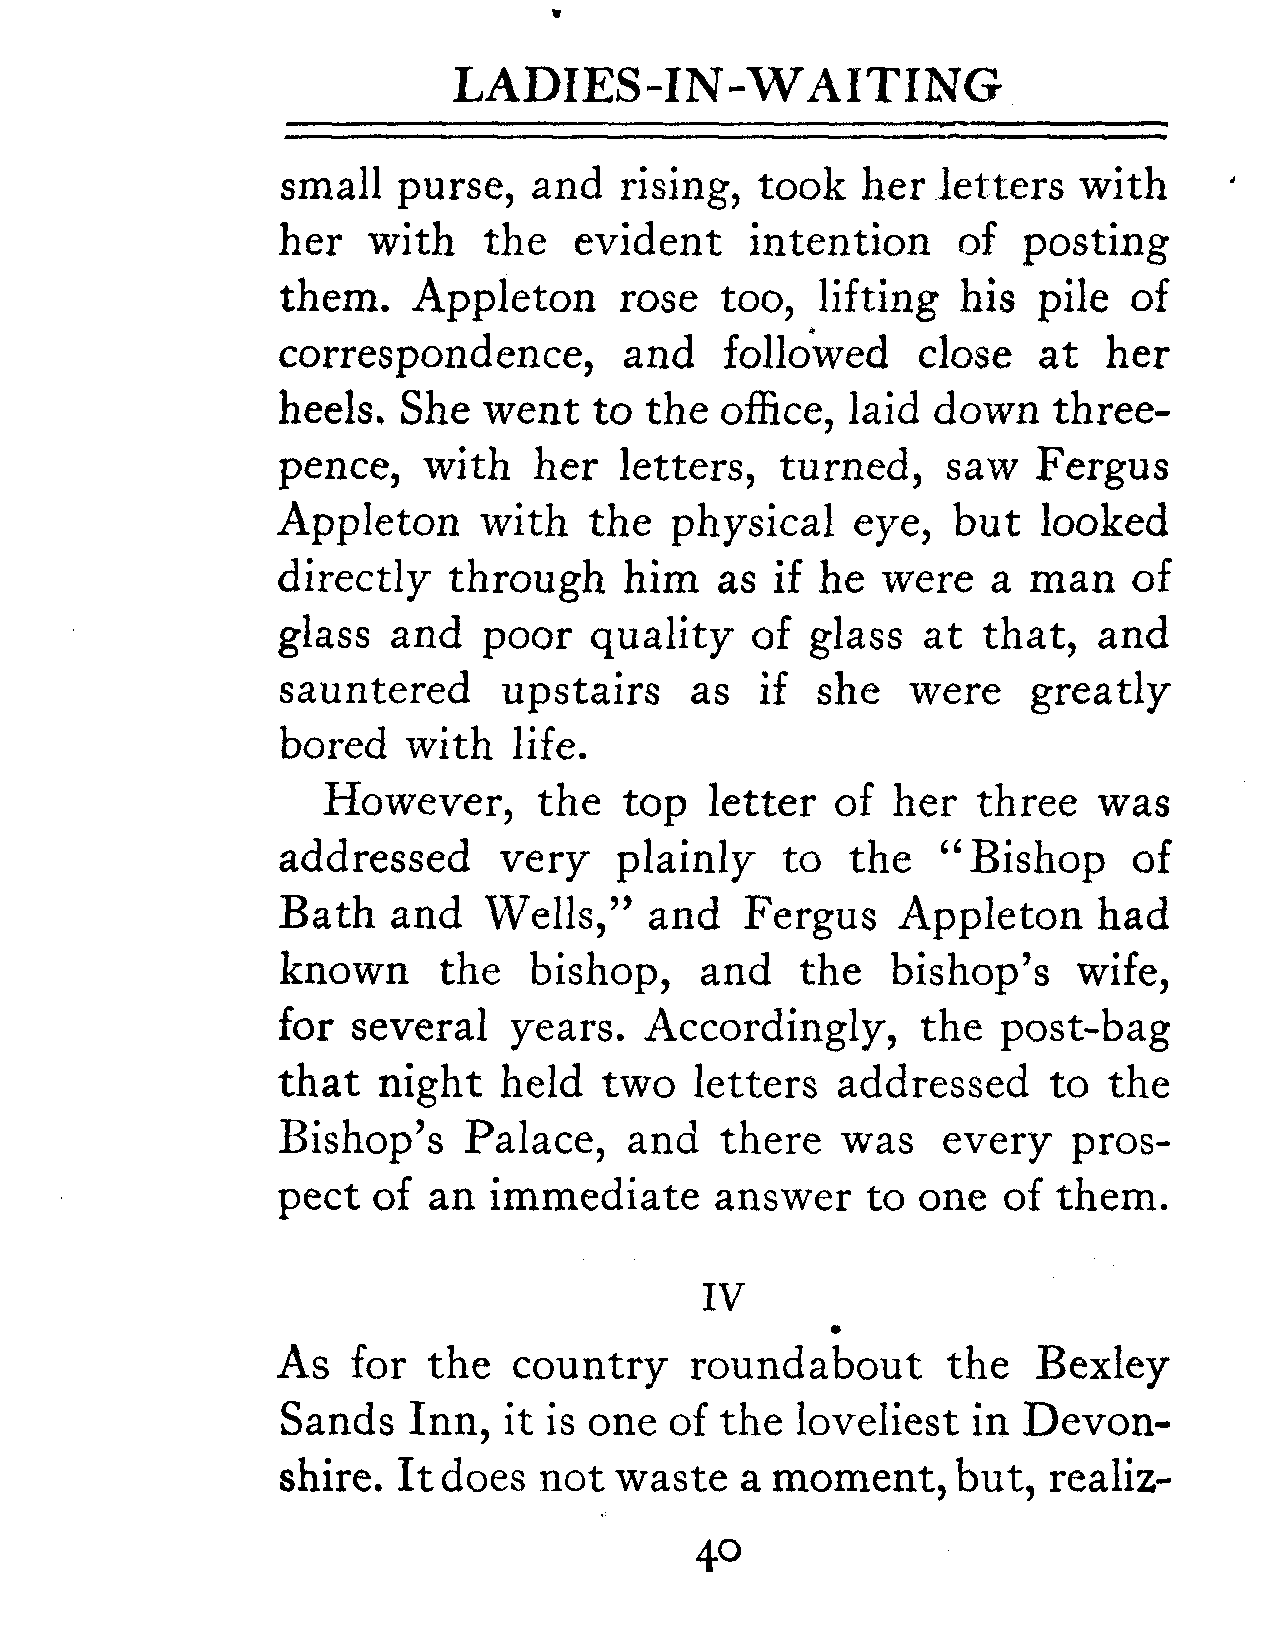 LADIES-IN-WAITING
small purse, and rising, took her letters with
her with the evident intention of posting
them. Appleton rose too, lifting his pile of
correspondence, and followed close at her
heels. She went to the office, laid down three-
pence, with her letters, turned, saw Fergus
Appleton with the physical eye, but looked
directly through him as if he were a man of
glass and poor quality of glass at that, and
sauntered upstairs as if she were greatly
bored with life.
However, the top letter of her three was
addressed very plainly to the “Bishop of
Bath and Wells,” and Fergus Appleton had
known the bishop, and the bishop’s wife,
for several years. Accordingly, the post-bag
that night held two letters addressed to the
Bishop’s Palace, and there was every pros-
pect of an immediate answer to one of them.
IV
As for the country roundabout the Bexley
Sands Inn, it is one of the loveliest in Devon-
shire. It does not waste a moment, but, realiz-
40